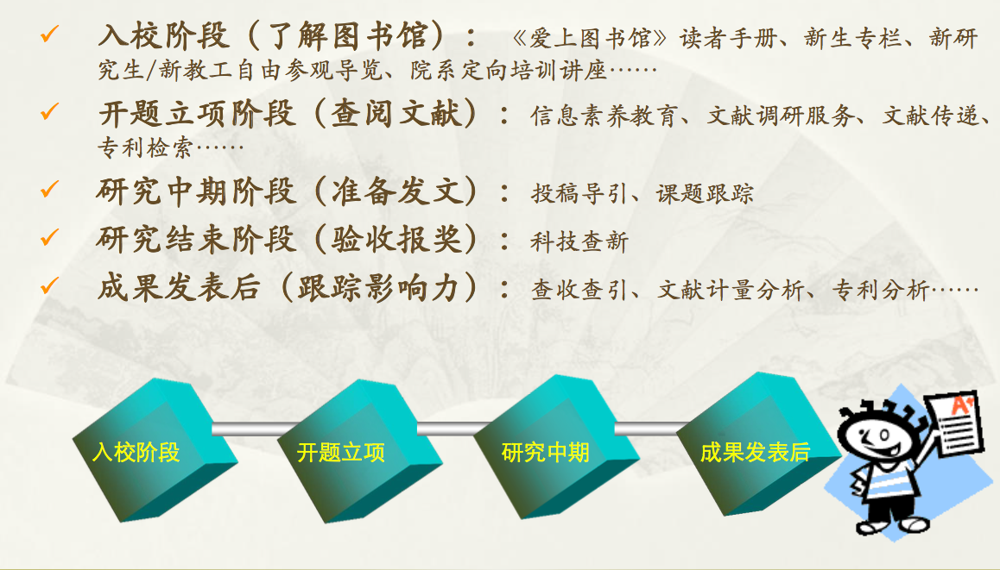 入校阶段（了解图书馆）：《爱上图书馆》读者手册、新生专栏、新研
究生/新教工自由参观导览、院系定向培训讲座……
开题立项阶段（查阅文献）：信息素养教育、文献调研服务、文献传递、
专利检索……
研究中期阶段（准备发文）：投稿导引、课题跟踪
研究结束阶段（验收报奖）：科技查新
成果发表后（跟踪影响力）：查收查引、文献计量分析、专利分析……
入校阶段
开题立项
研究中期
成果发表后
A+